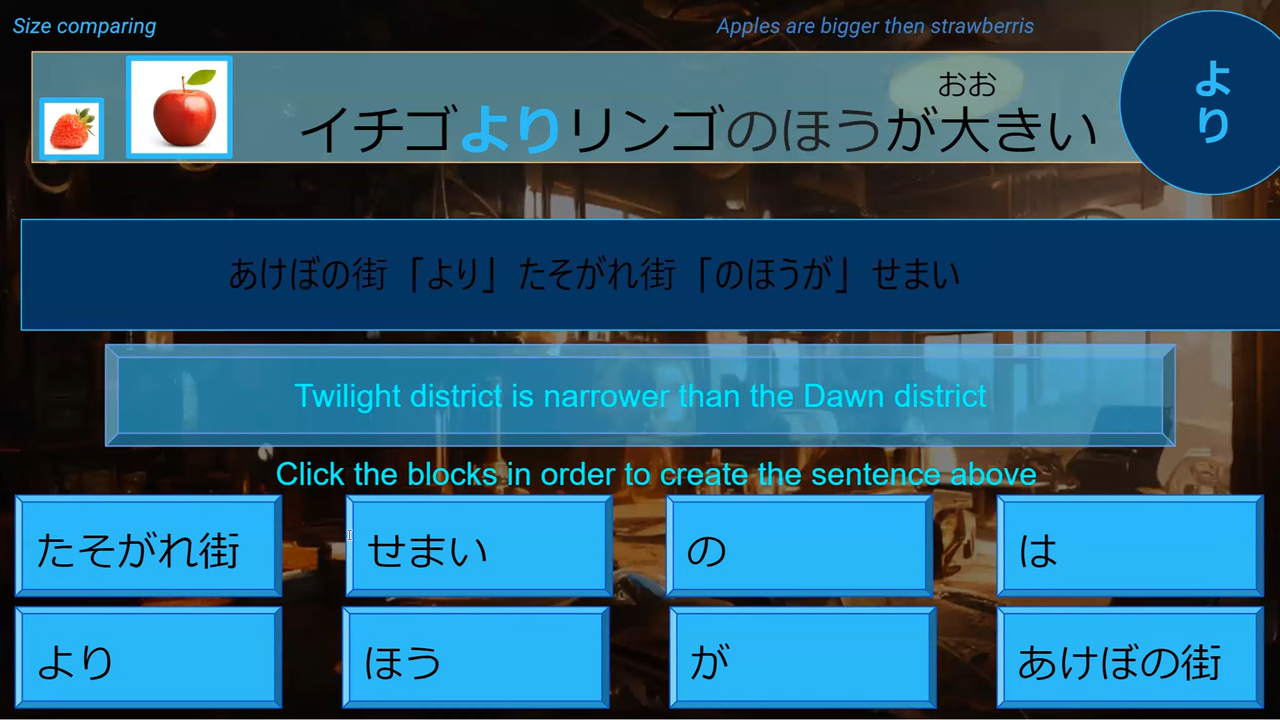 Size comparing
Apples are bigger then strawberris
よ
り
おお
イチゴよりリンゴのほうが大きい
あけぼの街「より」たそがれ街「のほうが」せまい
Twilight district is narrower than the Dawn district
Click the blocks in order to create the sentence above
たそがれ街
せまい
の
は
より
ほう
が
あけぼの街